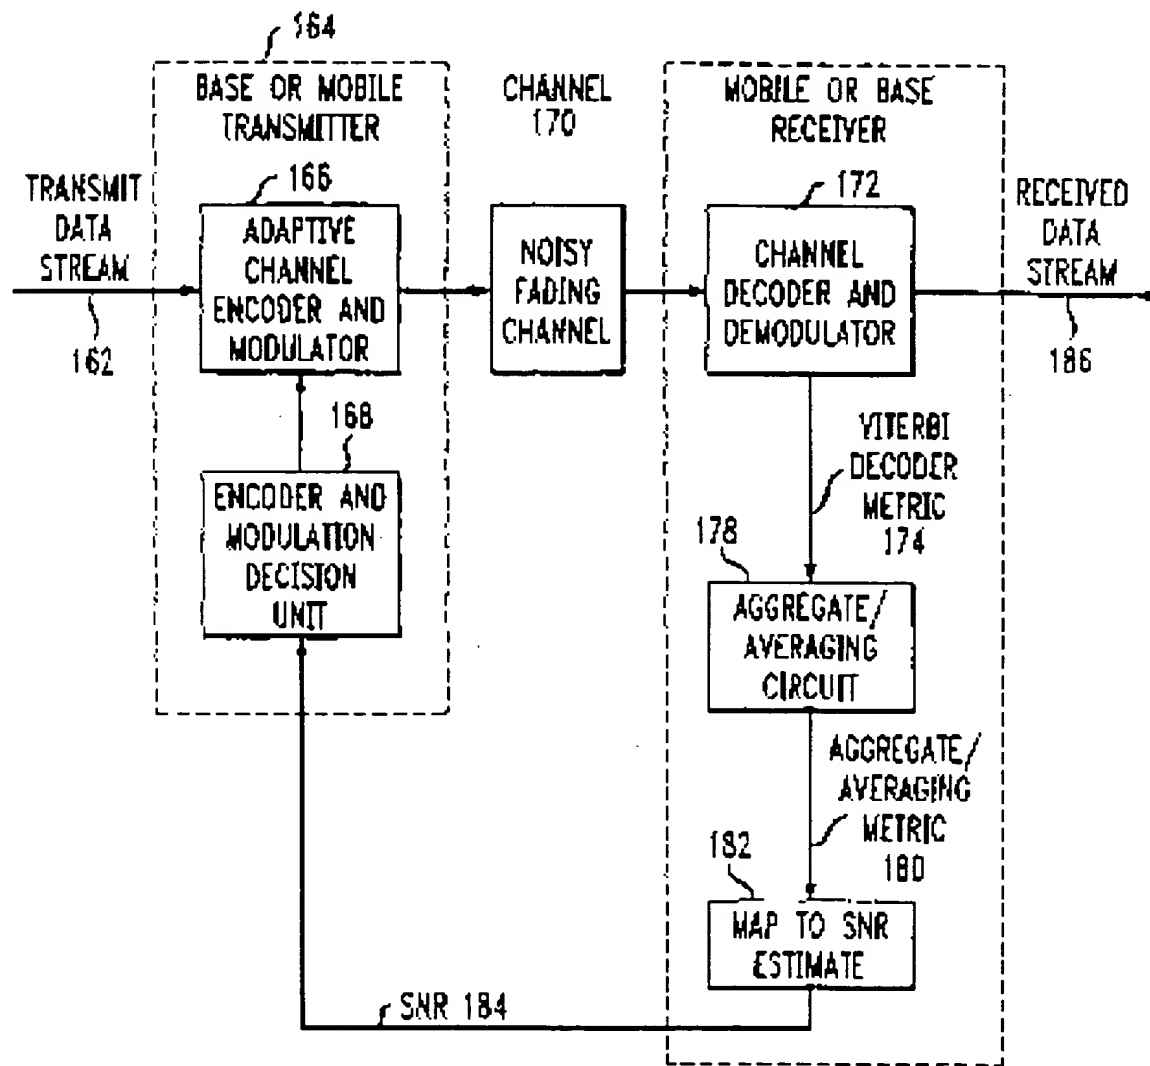 164
BASE OR MOBILE
TRANSMITTER
CHANNEL
170
MOBILE OR BASE
RECEIVER
TRANSMIT
DATA
STREAM
162
166
ADAPTIVE
CHANNEL
ENCODER AND
MODULATOR
NOISY
FADING
CHANNEL
172
CHANNEL
DECODER AND
DEMODULATOR
RECEIVED
DATA
STREAM
186
168
ENCODER AND
MODULATION
DECISION
UNIT
VITERBI
DECODER
METRIC
174
178
AGGREGATE/
AVERAGING
CIRCUIT
AGGREGATE/
AVERAGING
METRIC
180
182
MAP TO SNR
ESTIMATE
SNR 184